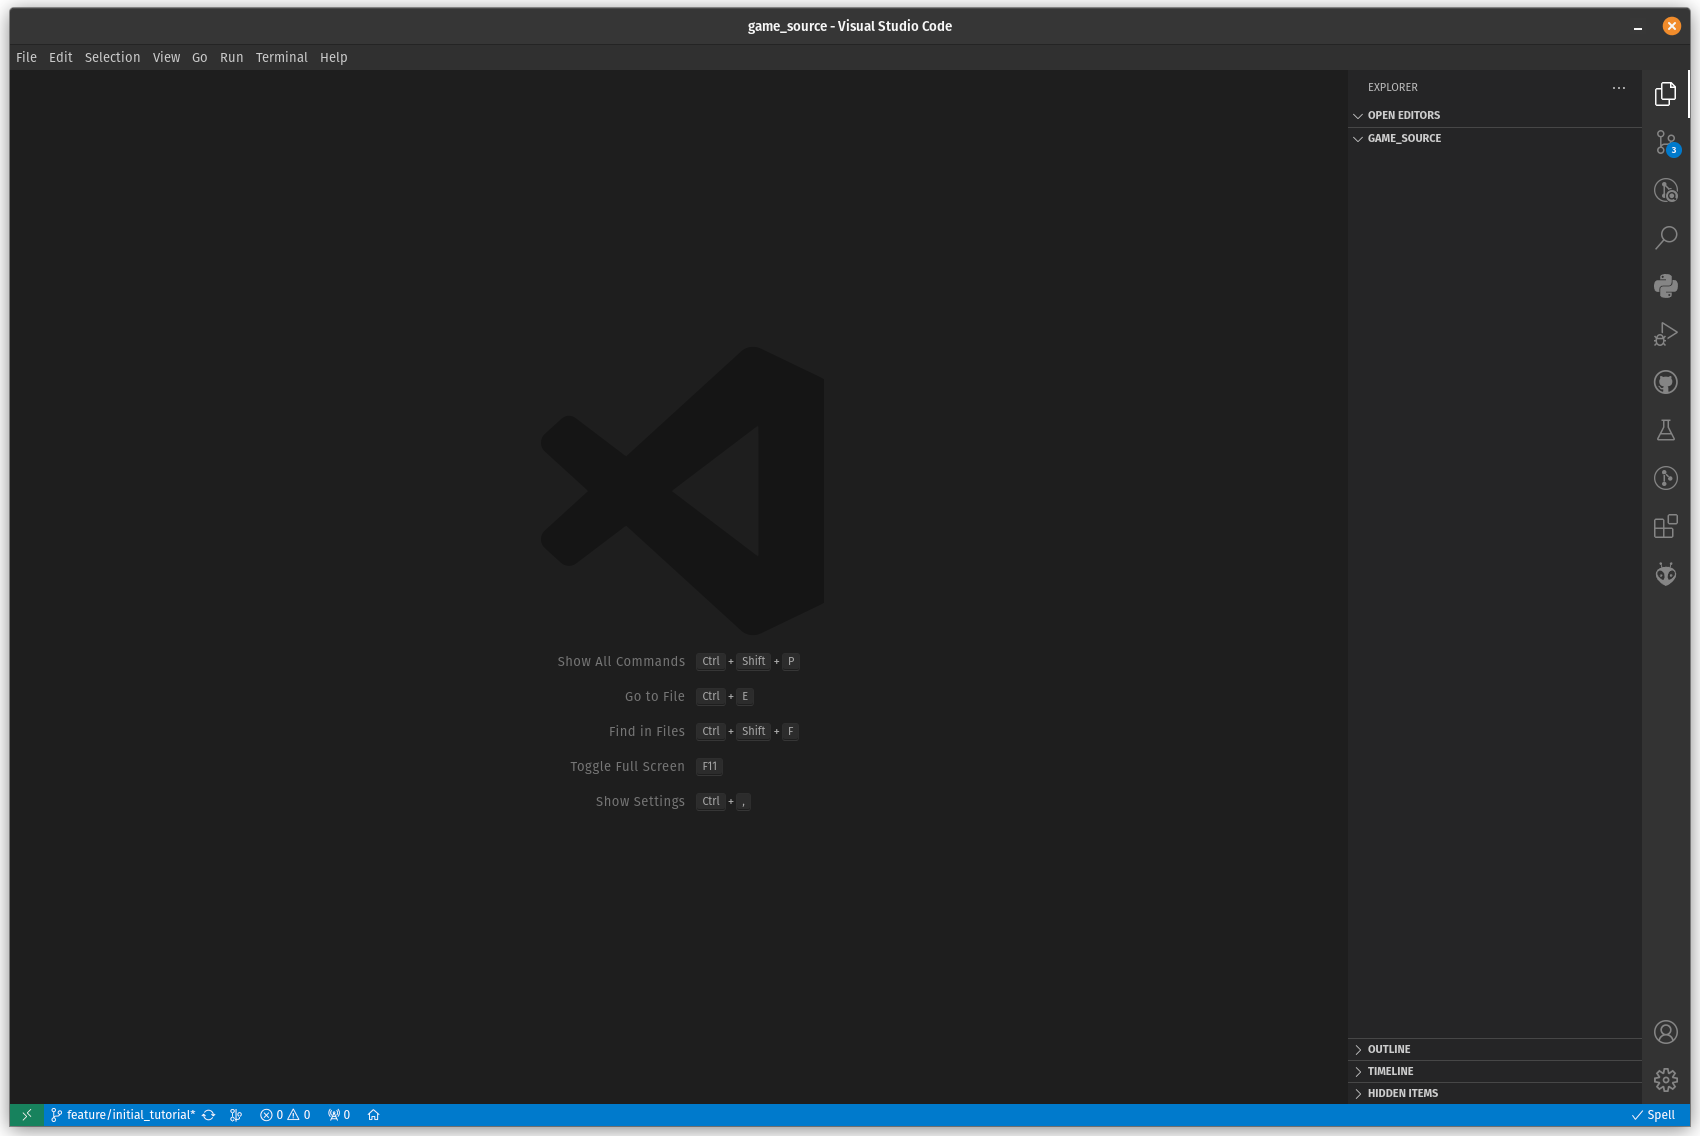 game_source - Visual Studio Code
File Edit Selection View Go Run Terminal Help
EXPLORER ...
OPEN EDITORS
GAME_SOURCE
3
Show All Commands Ctrl + Shift + P
Go to File Ctrl + E
Find in Files Ctrl + Shift + F
Toggle Full Screen F11
Show Settings Ctrl + ,
OUTLINE
TIMELINE
HIDDEN ITEMS
feature/initial_tutorial* 0 0 0 Spell